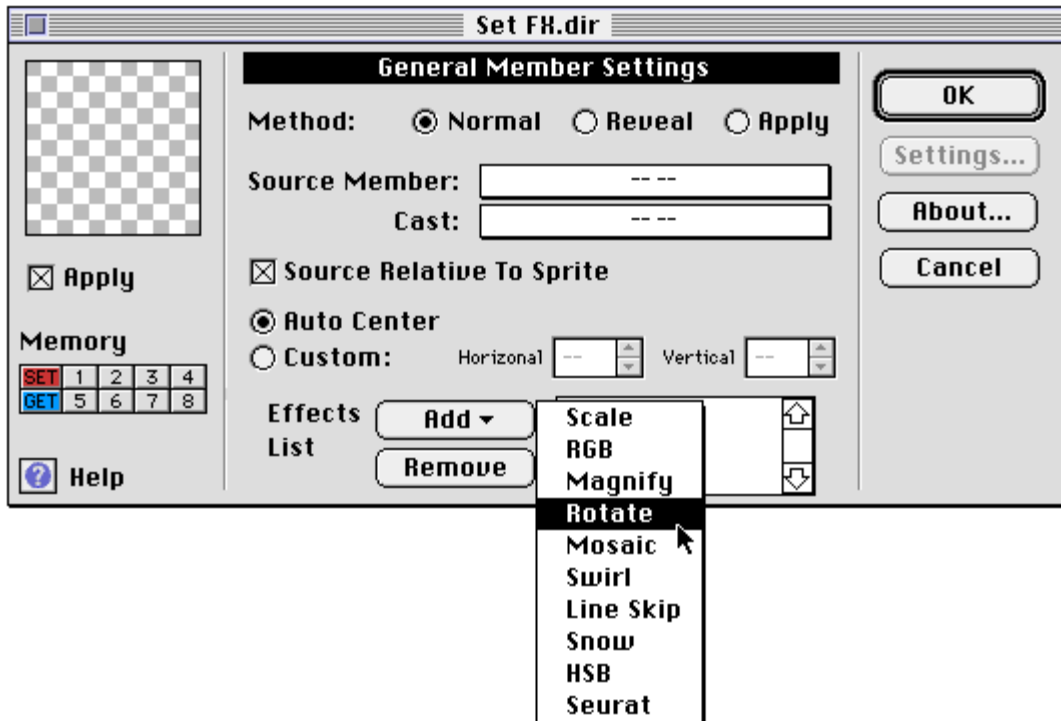 Set FX.dir
General Member Settings
Method: Normal Reveal Apply
Source Member: -- --
Cast: -- --
Source Relative To Sprite
Auto Center
Custom: Horizonal -- Vertical --
Effects List
Add
Remove
Scale
RGB
Magnify
Rotate
Mosaic
Swirl
Line Skip
Snow
HSB
Seurat
Apply
Memory
SET 1 2 3 4
GET 5 6 7 8
? Help
OK
Settings...
About...
Cancel